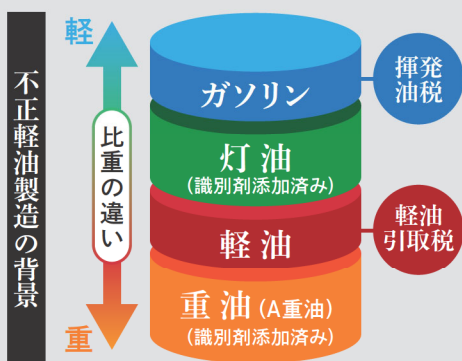 不正軽油製造の背景
軽
比重の違い
重
ガソリン
灯油
(識別剤添加済み)
軽油
重油(A重油)
(識別剤添加済み)
揮発
油税
軽油
引取税